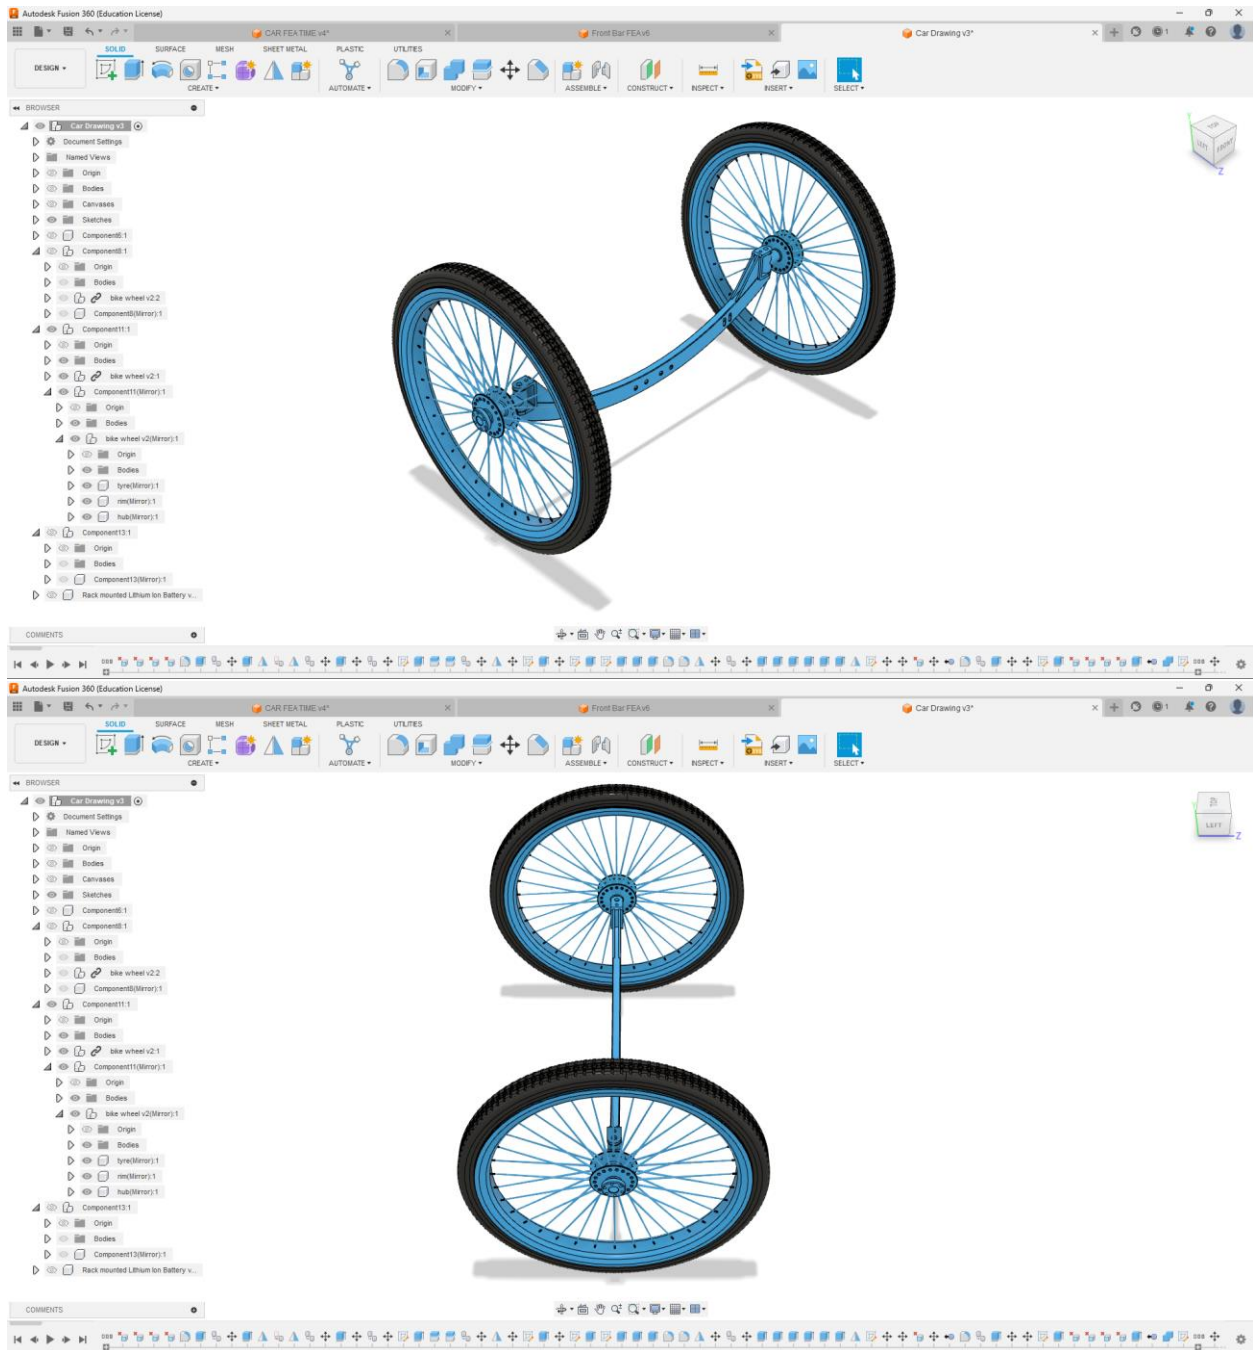 Autodesk Fusion 360 (Education License)
CAR FEA TIME v4*
Front Bar FEA v6
Car Drawing v3*
1
SOLID SURFACE MESH SHEET METAL PLASTIC UTILITIES
DESIGN
CREATE AUTOMATE MODIFY ASSEMBLE CONSTRUCT INSPECT INSERT SELECT
BROWSER
Car Drawing v3
Document Settings
Named Views
Origin
Bodies
Canvases
Sketches
Component6:1
Component8:1
Origin
Bodies
bike wheel v2:2
Component8(Mirror):1
Component11:1
Origin
Bodies
bike wheel v2:1
Component11(Mirror):1
Origin
Bodies
bike wheel v2(Mirror):1
Origin
Bodies
tyre(Mirror):1
rim(Mirror):1
hub(Mirror):1
Component13:1
Origin
Bodies
Component13(Mirror):1
Rack mounted Lithium Ion Battery v...
TOP
LEFT
FRONT
Z
COMMENTS
Autodesk Fusion 360 (Education License)
CAR FEA TIME v4*
Front Bar FEA v6
Car Drawing v3*
1
SOLID SURFACE MESH SHEET METAL PLASTIC UTILITIES
DESIGN
CREATE AUTOMATE MODIFY ASSEMBLE CONSTRUCT INSPECT INSERT SELECT
BROWSER
Car Drawing v3
Document Settings
Named Views
Origin
Bodies
Canvases
Sketches
Component6:1
Component8:1
Origin
Bodies
bike wheel v2:2
Component8(Mirror):1
Component11:1
Origin
Bodies
bike wheel v2:1
Component11(Mirror):1
Origin
Bodies
bike wheel v2(Mirror):1
Origin
Bodies
tyre(Mirror):1
rim(Mirror):1
hub(Mirror):1
Component13:1
Origin
Bodies
Component13(Mirror):1
Rack mounted Lithium Ion Battery v...
LEFT
Z
COMMENTS